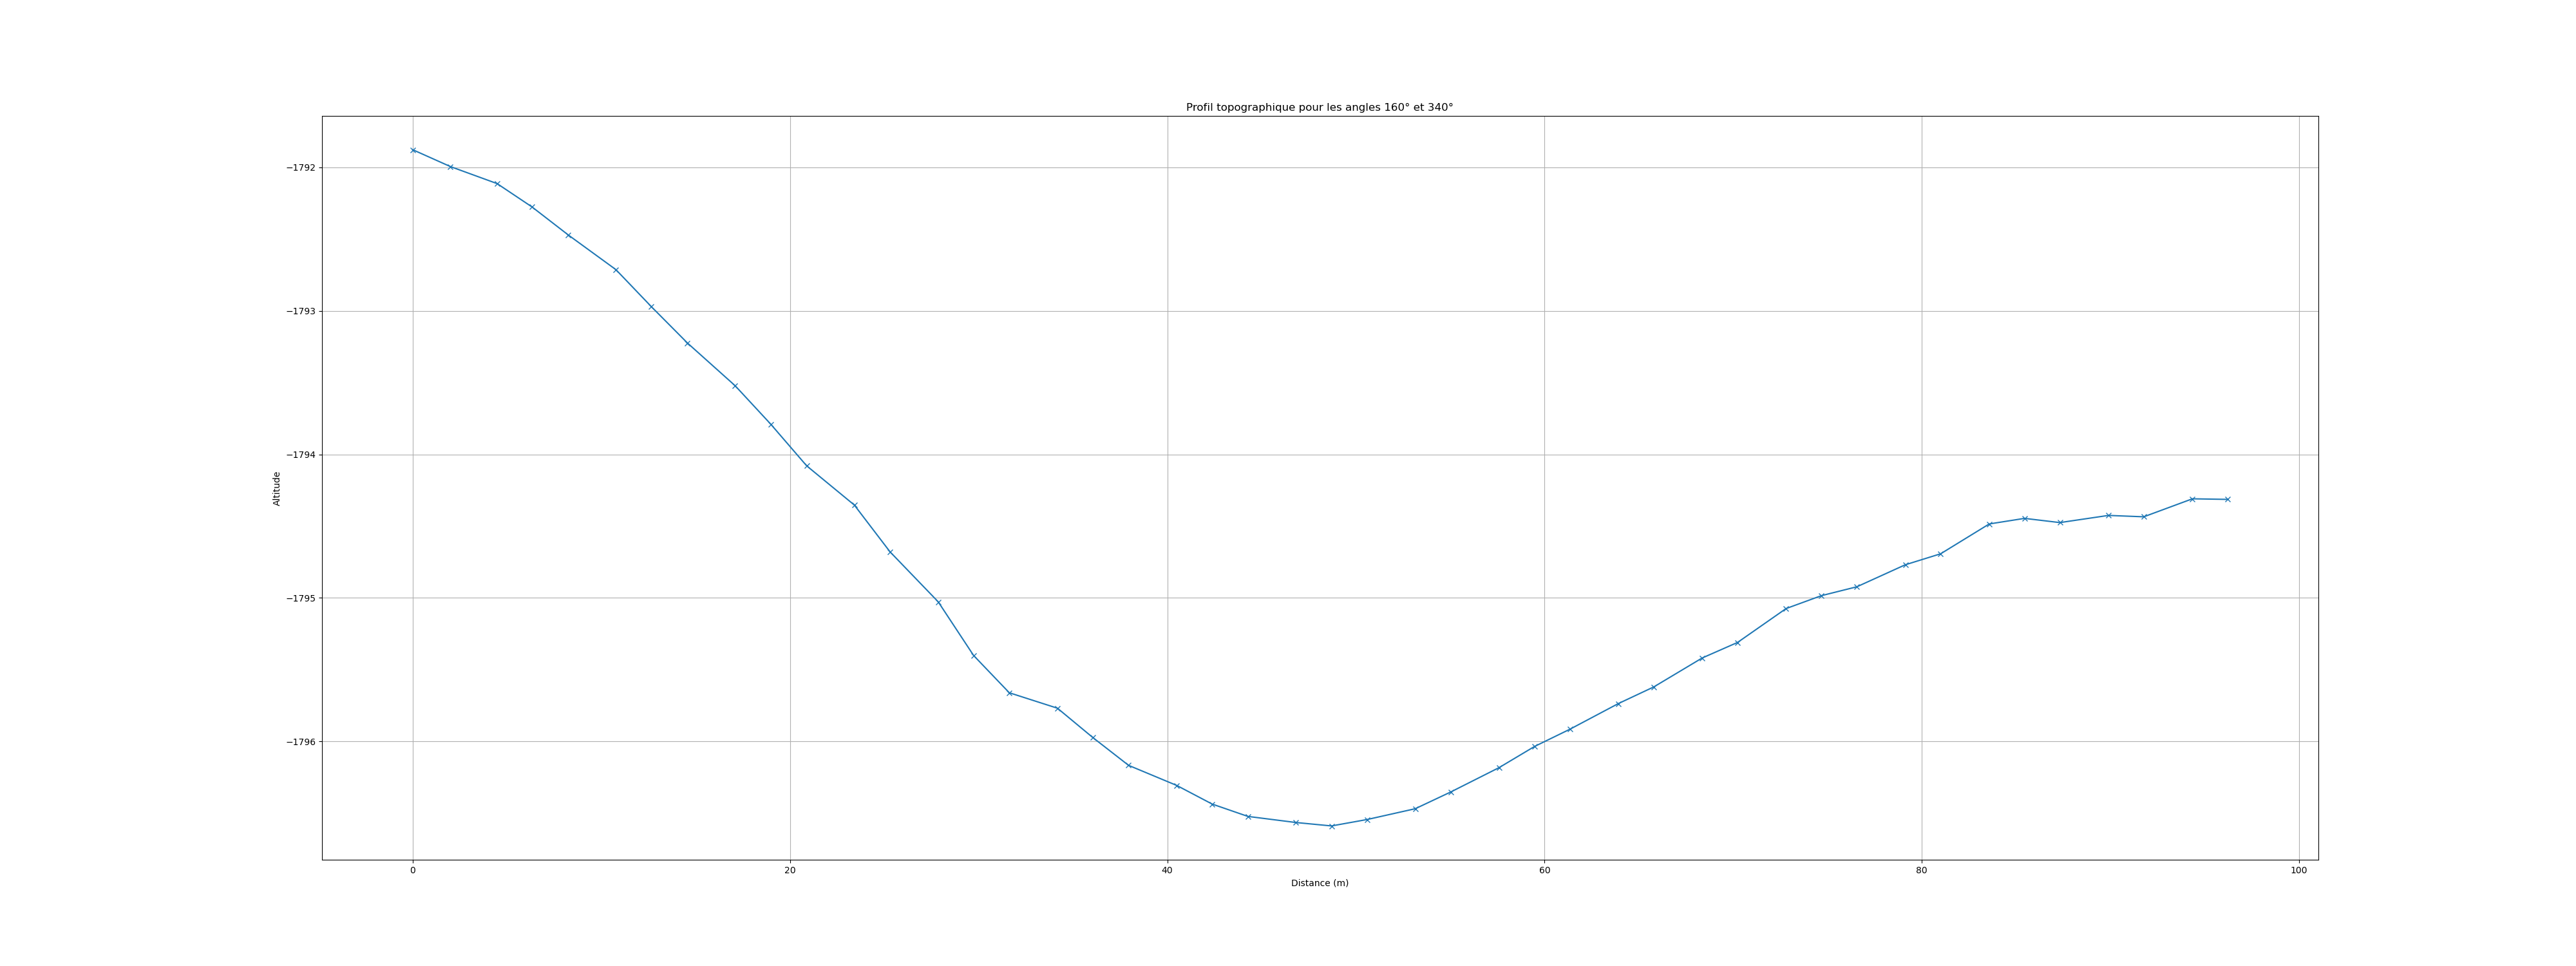 Profil topographique pour les angles 160° et 340°
−1792
−1793
−1794
−1795
−1796
Altitude
0 20 40 60 80 100
Distance (m)